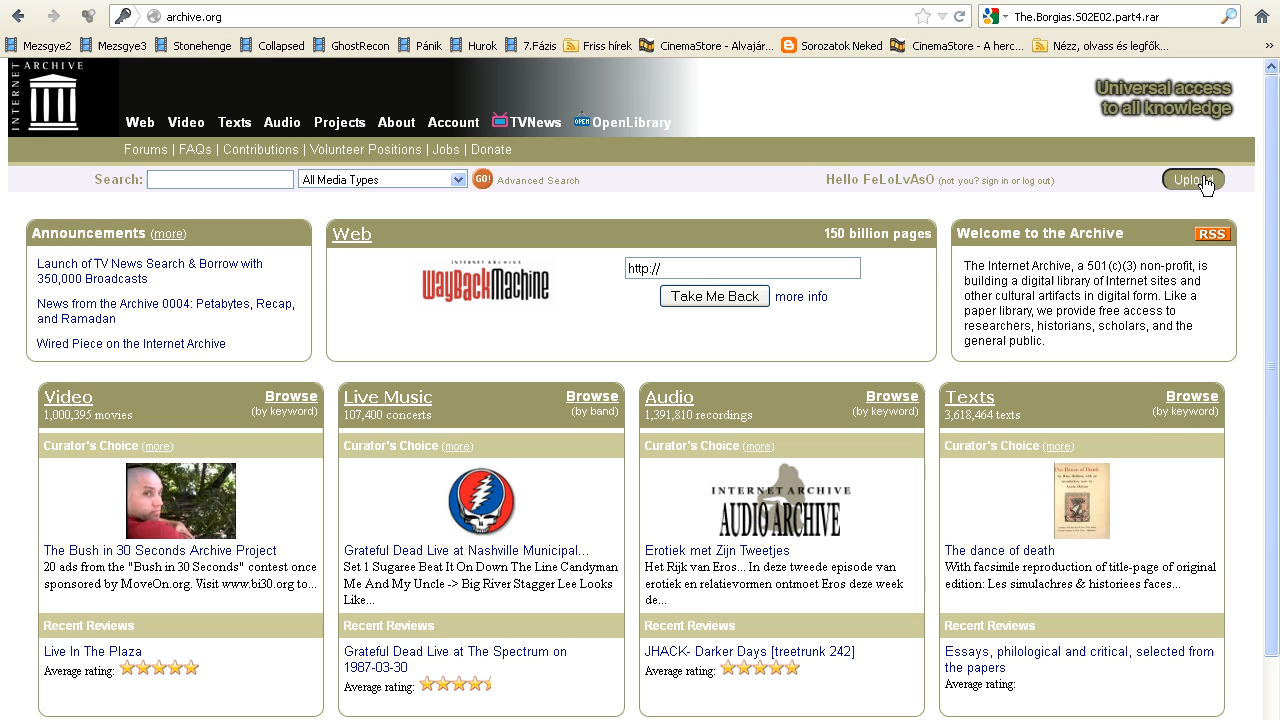 archive.org
The.Borgias.S02E02.part4.rar
Mezsgye2 Mezsgye3 Stonehenge Collapsed GhostRecon Pánik Hurok 7.Fázis Friss hírek CinemaStore - Alvajár... Sorozatok Neked CinemaStore - A herc... Nézz, olvass és legfők...
INTERNET ARCHIVE
Universal access
to all knowledge
Web Video Texts Audio Projects About Account TVNews OPEN OpenLibrary
Forums | FAQs | Contributions | Volunteer Positions | Jobs | Donate
Search: All Media Types GO! Advanced Search Hello FeLoLvAsO (not you? sign in or log out) Upload
Announcements (more)
Launch of TV News Search & Borrow with
350,000 Broadcasts
News from the Archive 0004: Petabytes, Recap,
and Ramadan
Wired Piece on the Internet Archive
Web 150 billion pages
INTERNET ARCHIVE
WayBackMachine
http://
Take Me Back more info
Welcome to the Archive RSS
The Internet Archive, a 501(c)(3) non-profit, is
building a digital library of Internet sites and
other cultural artifacts in digital form. Like a
paper library, we provide free access to
researchers, historians, scholars, and the
general public.
Video Browse
1,000,395 movies (by keyword)
Curator's Choice (more)
The Bush in 30 Seconds Archive Project
20 ads from the "Bush in 30 Seconds" contest once
sponsored by MoveOn.org. Visit www.bi30.org to...
Recent Reviews
Live In The Plaza
Average rating:
Live Music Browse
107,400 concerts (by band)
Curator's Choice (more)
Grateful Dead Live at Nashville Municipal...
Set 1 Sugaree Beat It On Down The Line Candyman
Me And My Uncle -> Big River Stagger Lee Looks
Like...
Recent Reviews
Grateful Dead Live at The Spectrum on
1987-03-30
Average rating:
Audio Browse
1,391,810 recordings (by keyword)
Curator's Choice (more)
INTERNET ARCHIVE
AUDIO ARCHIVE
Erotiek met Zijn Tweetjes
Het Rijk van Eros... In deze tweede episode van
erotiek en relatievormen ontmoet Eros deze week
de...
Recent Reviews
JHACK- Darker Days [treetrunk 242]
Average rating:
Texts Browse
3,618,464 texts (by keyword)
Curator's Choice (more)
The Dance of Death
The dance of death
With facsimile reproduction of title-page of original
edition: Les simulachres & historiees faces...
Recent Reviews
Essays, philological and critical, selected from
the papers
Average rating: